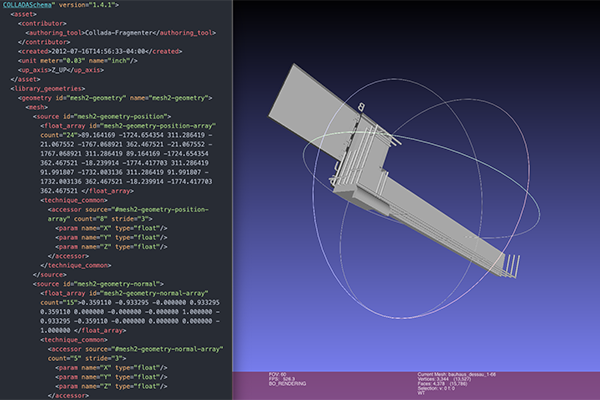 COLLADASchema" version="1.4.1">
<asset>
<contributor>
<authoring_tool>Collada-Fragmenter</authoring_tool>
</contributor>
<created>2012-07-16T14:56:33-04:00</created>
<unit meter="0.03" name="inch"/>
<up_axis>Z_UP</up_axis>
</asset>
<library_geometries>
<geometry id="mesh2-geometry" name="mesh2-geometry">
<mesh>
<source id="mesh2-geometry-position">
<float_array id="mesh2-geometry-position-array"
count="24">89.164169 -1724.654354 311.286419 -
21.067552 -1767.068921 362.467521 -21.067552 -
1767.068921 311.286419 89.164169 -1724.654354
362.467521 -18.239914 -1774.417703 311.286419
91.991807 -1732.003136 311.286419 91.991807 -
1732.003136 362.467521 -18.239914 -1774.417703
362.467521 </float_array>
<technique_common>
<accessor source="#mesh2-geometry-position-
array" count="8" stride="3">
<param name="X" type="float"/>
<param name="Y" type="float"/>
<param name="Z" type="float"/>
</accessor>
</technique_common>
</source>
<source id="mesh2-geometry-normal">
<float_array id="mesh2-geometry-normal-array"
count="15">0.359110 -0.933295 -0.000000 0.933295
0.359110 0.000000 -0.000000 -0.000000 1.000000 -
0.933295 -0.359110 -0.000000 0.000000 0.000000 -
1.000000 </float_array>
<technique_common>
<accessor source="#mesh2-geometry-normal-array"
count="5" stride="3">
<param name="X" type="float"/>
<param name="Y" type="float"/>
<param name="Z" type="float"/>
</accessor>
FOV: 60
FPS: 526.3
BO_RENDERING
Current Mesh: bauhaus_dessau_1-66
Vertices: 3,344 (13,527)
Faces: 4,378 (15,786)
Selection: v: 0 f: 0
WT